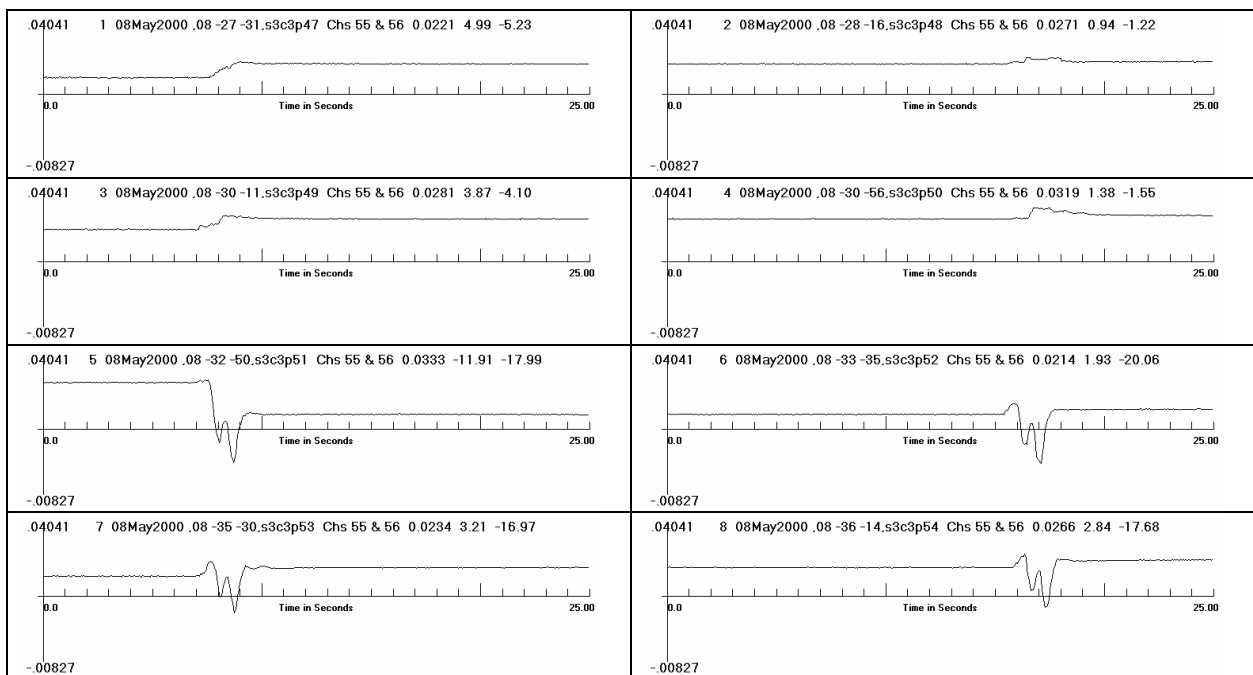 .04041 1 08May2000 ,08 -27 -31,s3c3p47 Chs 55 & 56 0.0221 4.99 -5.23
0.0 Time in Seconds 25.00
-.00827
.04041 2 08May2000 ,08 -28 -16,s3c3p48 Chs 55 & 56 0.0271 0.94 -1.22
0.0 Time in Seconds 25.00
-.00827
.04041 3 08May2000 ,08 -30 -11,s3c3p49 Chs 55 & 56 0.0281 3.87 -4.10
0.0 Time in Seconds 25.00
-.00827
.04041 4 08May2000 ,08 -30 -56,s3c3p50 Chs 55 & 56 0.0319 1.38 -1.55
0.0 Time in Seconds 25.00
-.00827
.04041 5 08May2000 ,08 -32 -50,s3c3p51 Chs 55 & 56 0.0333 -11.91 -17.99
0.0 Time in Seconds 25.00
-.00827
.04041 6 08May2000 ,08 -33 -35,s3c3p52 Chs 55 & 56 0.0214 1.93 -20.06
0.0 Time in Seconds 25.00
-.00827
.04041 7 08May2000 ,08 -35 -30,s3c3p53 Chs 55 & 56 0.0234 3.21 -16.97
0.0 Time in Seconds 25.00
-.00827
.04041 8 08May2000 ,08 -36 -14,s3c3p54 Chs 55 & 56 0.0266 2.84 -17.68
0.0 Time in Seconds 25.00
-.00827